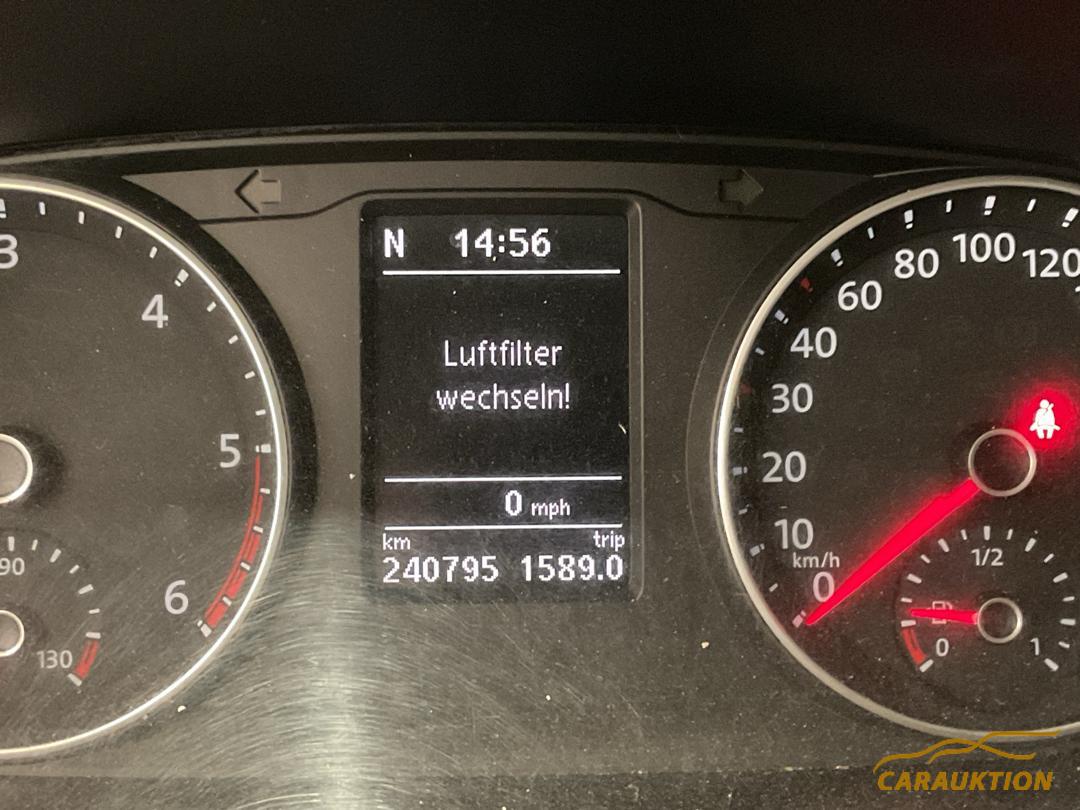 N 14:56
Luftfilter
wechseln!
0 mph
km trip
240795 1589.0
3
4
5
6
90
130
0
10
20
30
40
60
80
100
120
km/h
1/2
0 1
CARAUKTION